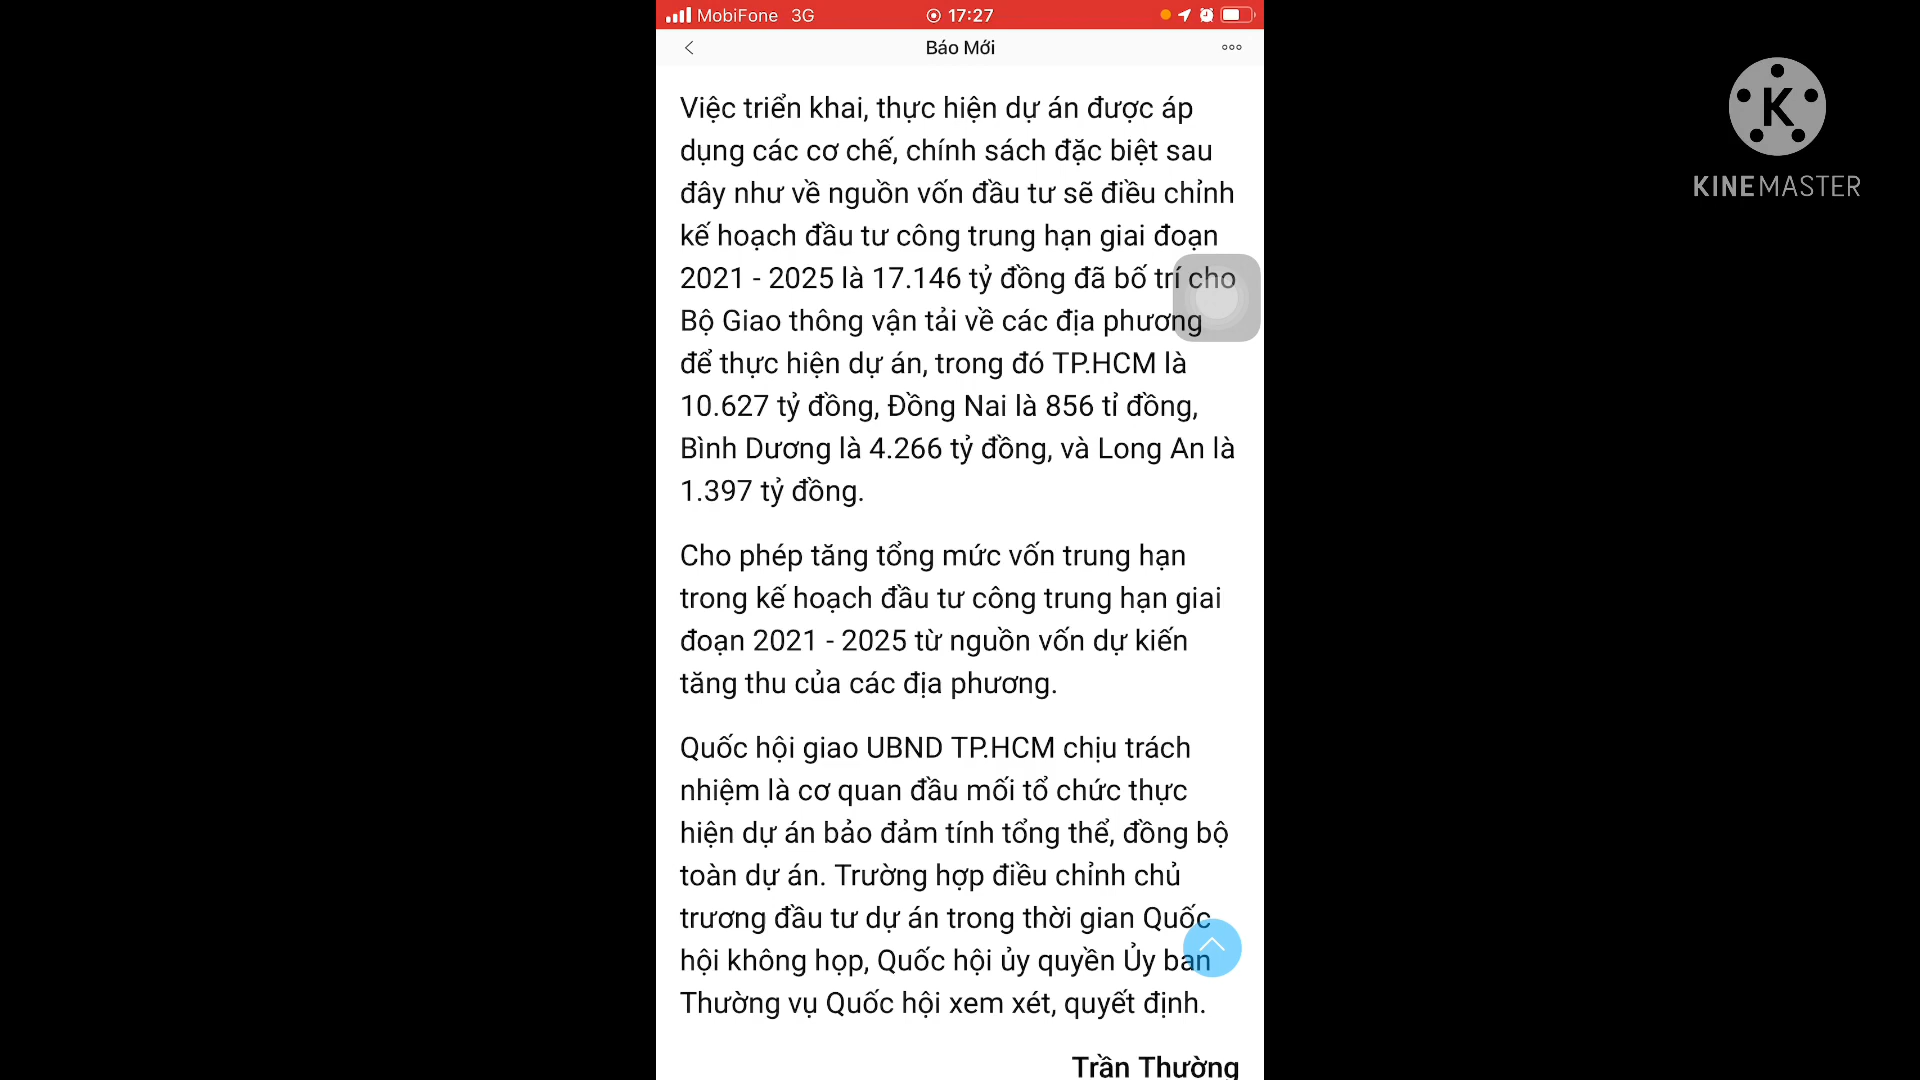 MobiFone 3G 17:27
Báo Mới
Việc triển khai, thực hiện dự án được áp
dụng các cơ chế, chính sách đặc biệt sau
đây như về nguồn vốn đầu tư sẽ điều chỉnh
kế hoạch đầu tư công trung hạn giai đoạn
2021 - 2025 là 17.146 tỷ đồng đã bố trí cho
Bộ Giao thông vận tải về các địa phương
để thực hiện dự án, trong đó TP.HCM là
10.627 tỷ đồng, Đồng Nai là 856 tỉ đồng,
Bình Dương là 4.266 tỷ đồng, và Long An là
1.397 tỷ đồng.
Cho phép tăng tổng mức vốn trung hạn
trong kế hoạch đầu tư công trung hạn giai
đoạn 2021 - 2025 từ nguồn vốn dự kiến
tăng thu của các địa phương.
Quốc hội giao UBND TP.HCM chịu trách
nhiệm là cơ quan đầu mối tổ chức thực
hiện dự án bảo đảm tính tổng thể, đồng bộ
toàn dự án. Trường hợp điều chỉnh chủ
trương đầu tư dự án trong thời gian Quốc
hội không họp, Quốc hội ủy quyền Ủy ban
Thường vụ Quốc hội xem xét, quyết định.
Trần Thường
K
KINEMASTER